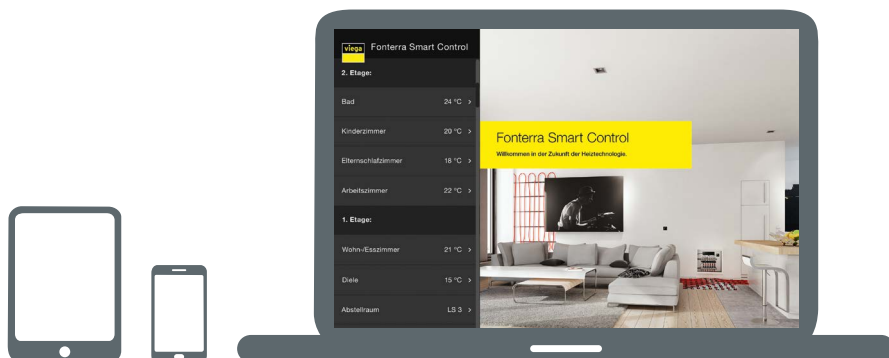 viega Fonterra Smart Control
2. Etage:
Bad 24 °C >
Kinderzimmer 20 °C >
Elternschlafzimmer 18 °C >
Arbeitszimmer 22 °C >
1. Etage:
Wohn-/Esszimmer 21 °C >
Diele 15 °C >
Abstellraum LS 3 >
Fonterra Smart Control
Willkommen in der Zukunft der Heiztechnologie.